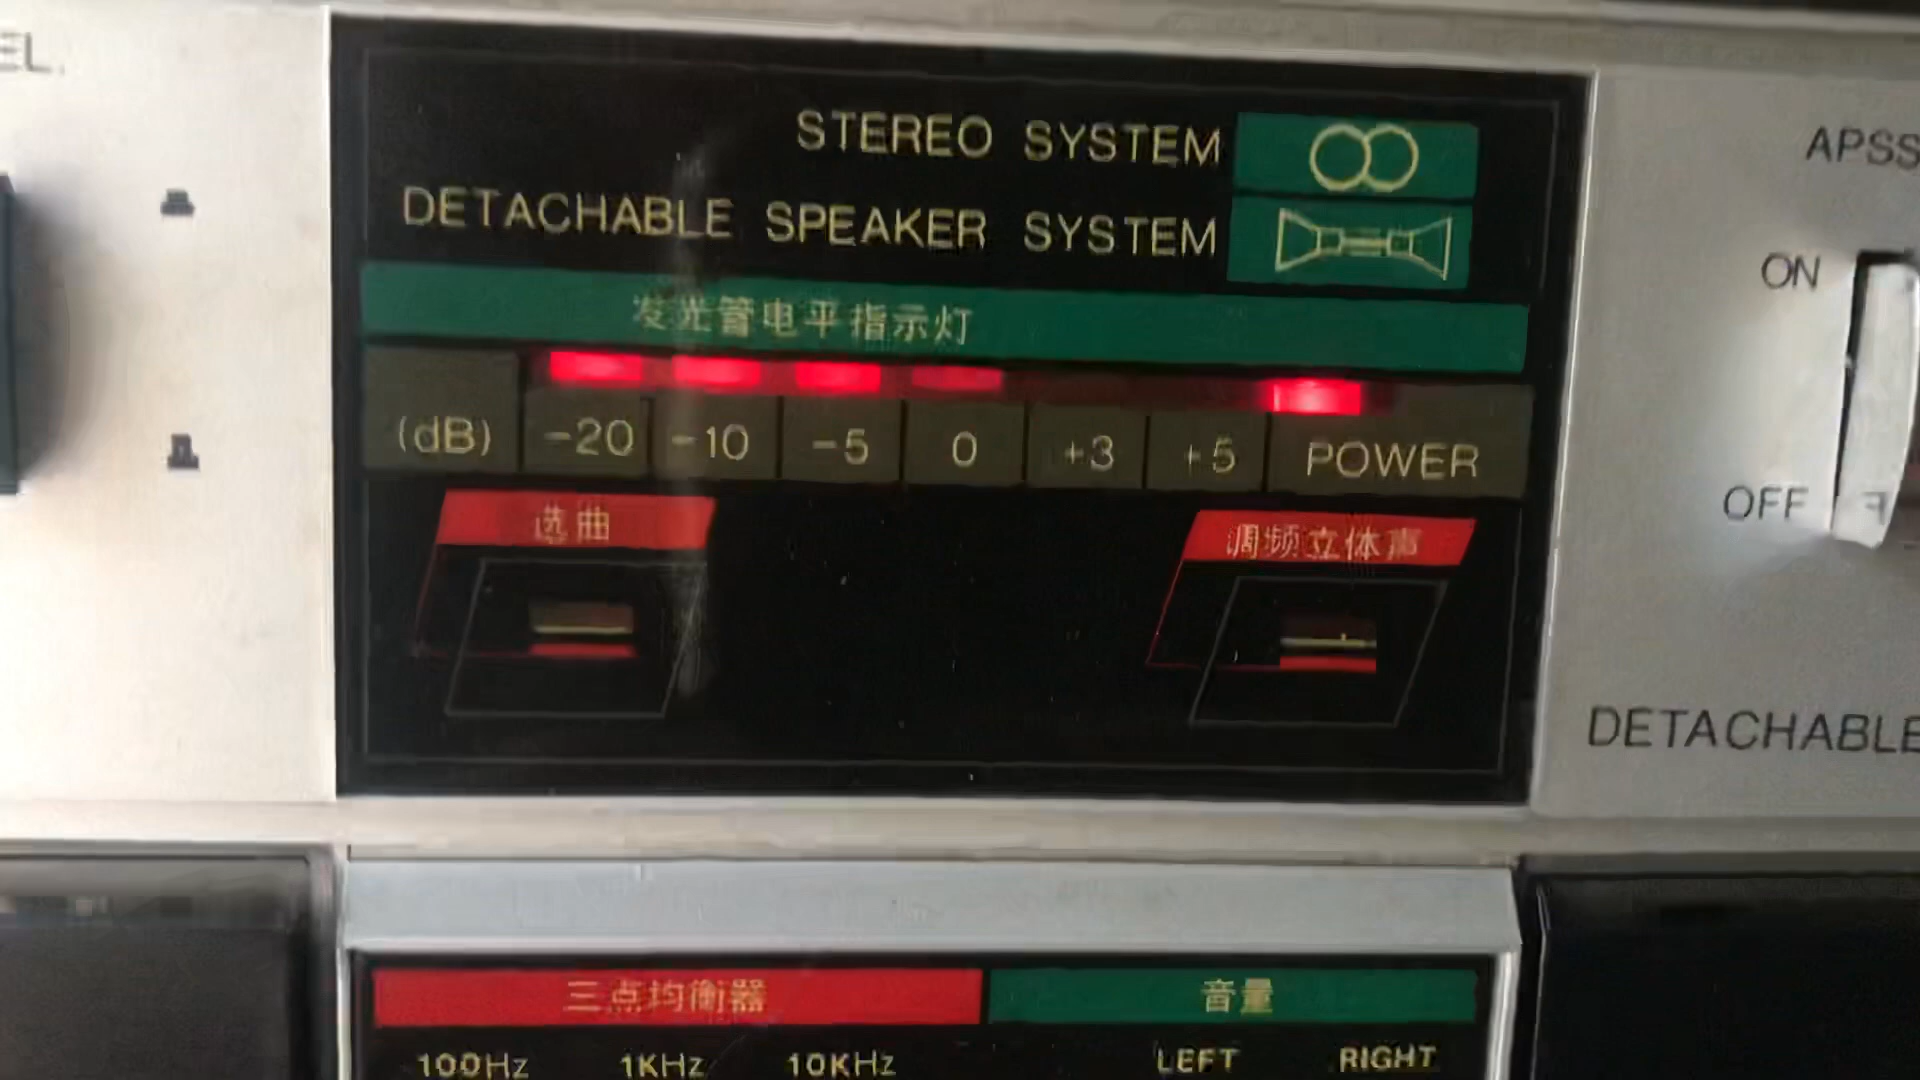 EL.
STEREO SYSTEM
DETACHABLE SPEAKER SYSTEM
发光管电平指示灯
(dB) -20 -10 -5 0 +3 +5 POWER
选曲
调频立体声
APSS
ON
OFF
DETACHABLE
三点均衡器
音量
100Hz 1KHz 10KHz LEFT RIGHT